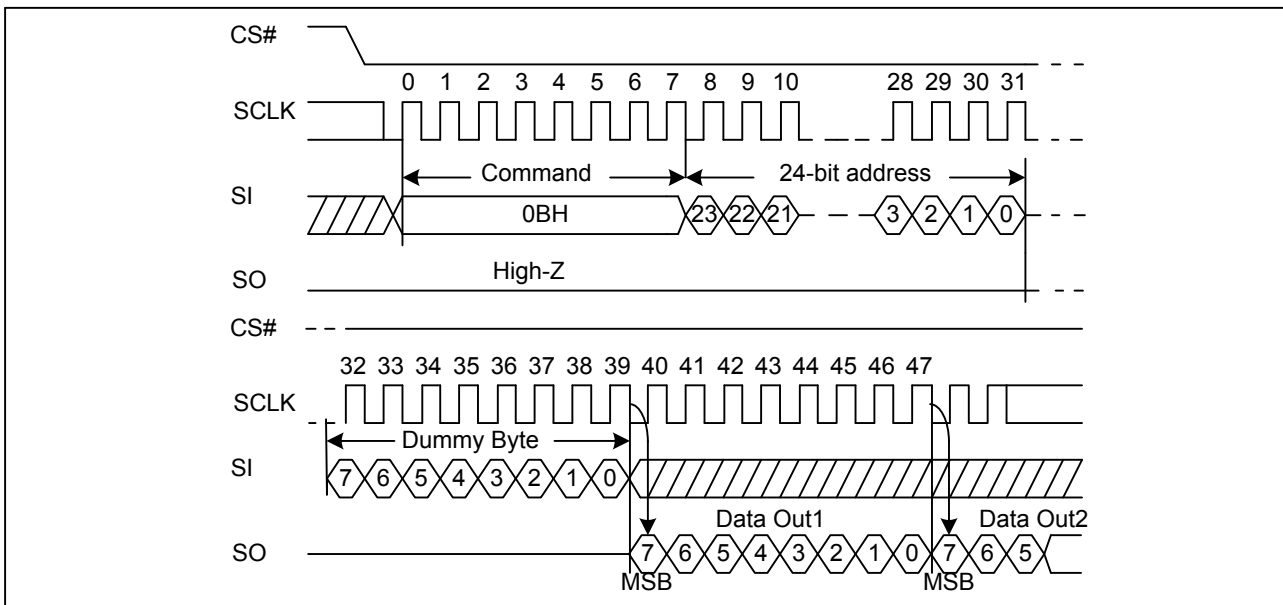 CS#
0 1 2 3 4 5 6 7 8 9 10 28 29 30 31
SCLK
Command 24-bit address
SI
0BH 23 22 21 3 2 1 0
High-Z
SO
CS#
32 33 34 35 36 37 38 39 40 41 42 43 44 45 46 47
SCLK
Dummy Byte
SI
7 6 5 4 3 2 1 0
Data Out1 Data Out2
SO
7 6 5 4 3 2 1 0 7 6 5
MSB MSB